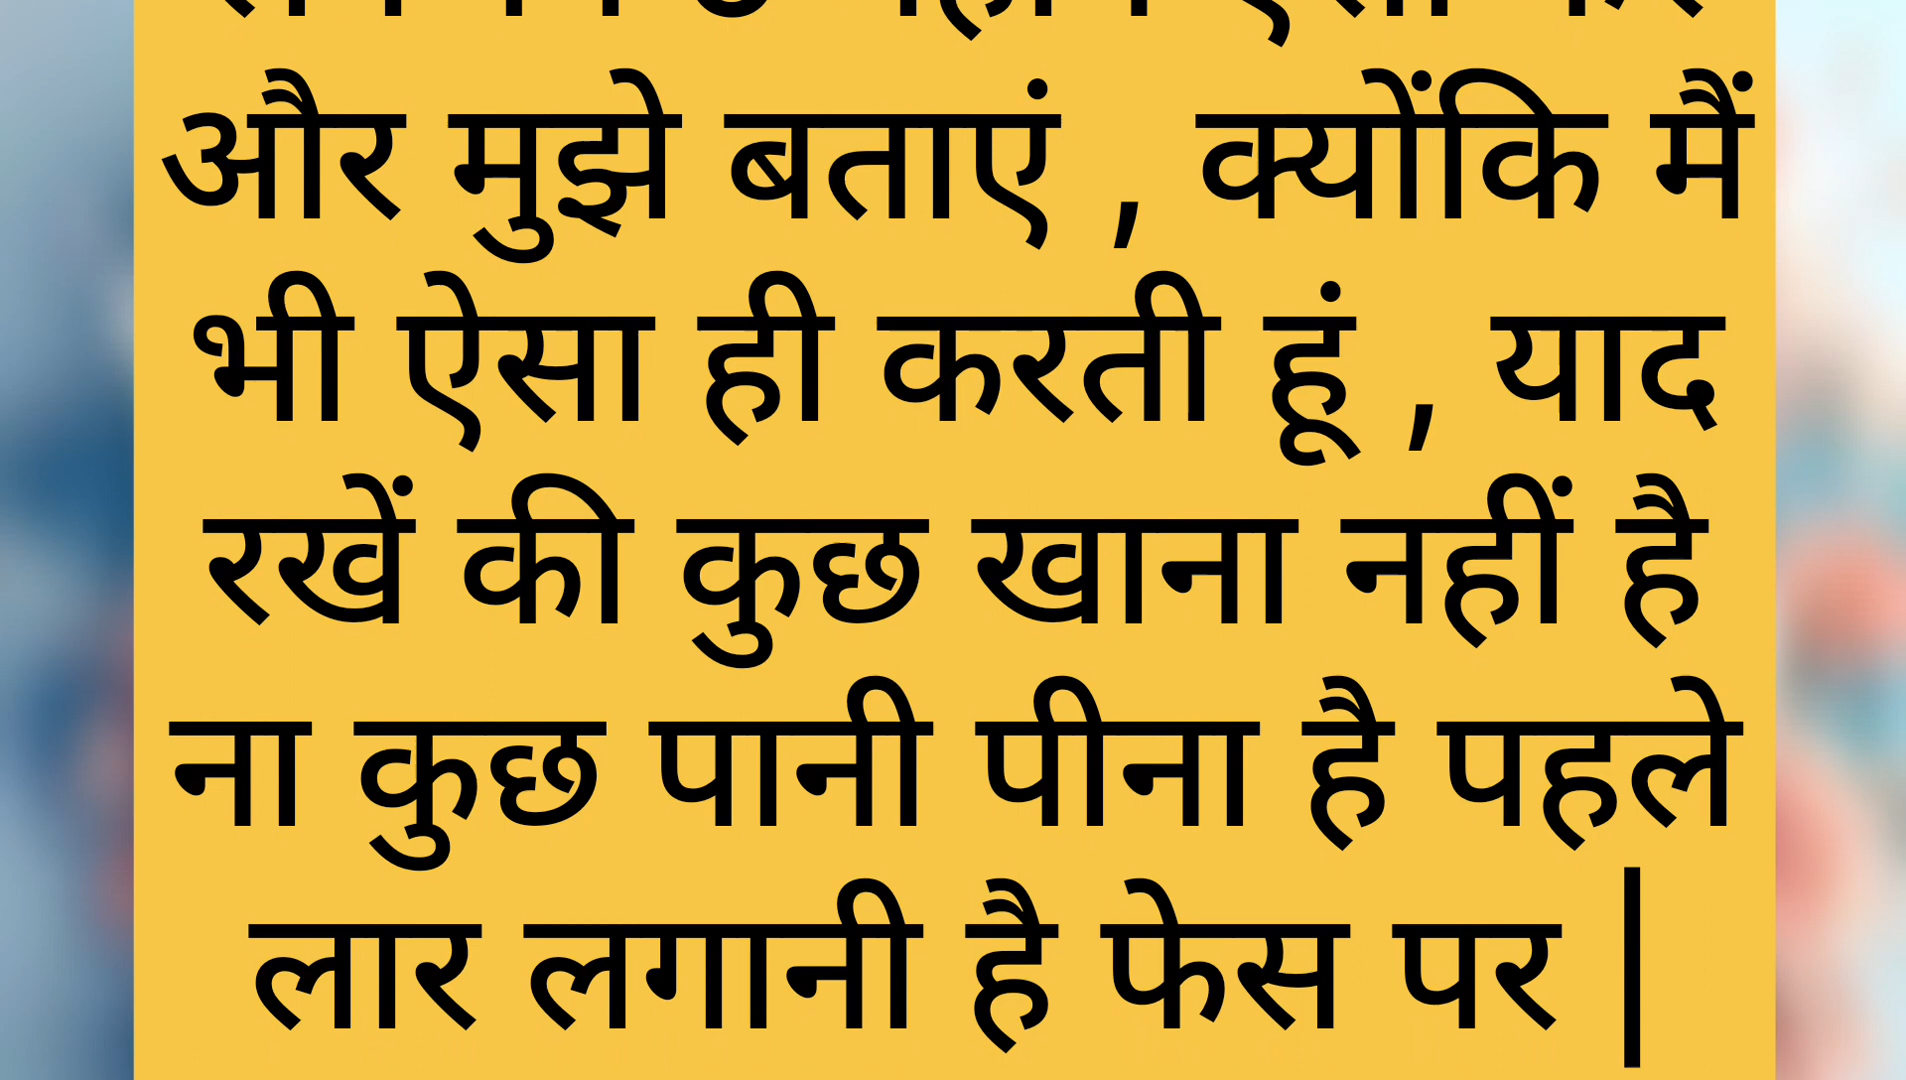 और मुझे बताएं , क्योंकि मैं
भी ऐसा ही करती हूं , याद
रखें की कुछ खाना नहीं है
ना कुछ पानी पीना है पहले
लार लगानी है फेस पर |